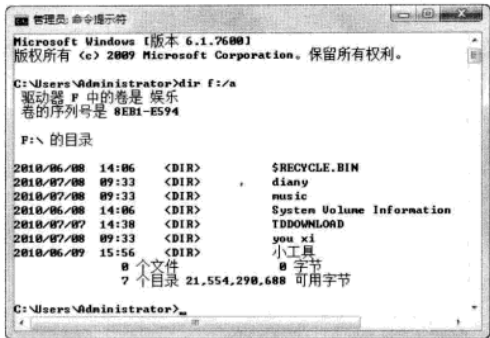 管理员: 命令提示符
Microsoft Windows [版本 6.1.7600]
版权所有 (c) 2009 Microsoft Corporation。保留所有权利。
C:\Users\Administrator>dir f:/a
驱动器 F 中的卷是 娱乐
卷的序列号是 8EB1-E594
F:\ 的目录
2010/06/08 14:06 <DIR> $RECYCLE.BIN
2010/07/08 09:33 <DIR> diany
2010/07/08 09:33 <DIR> music
2010/06/08 14:06 <DIR> System Volume Information
2010/07/07 14:38 <DIR> TDDOWNLOAD
2010/07/08 09:33 <DIR> you xi
2010/06/09 15:56 <DIR> 小工具
0 个文件 0 字节
7 个目录 21,554,290,688 可用字节
C:\Users\Administrator>_